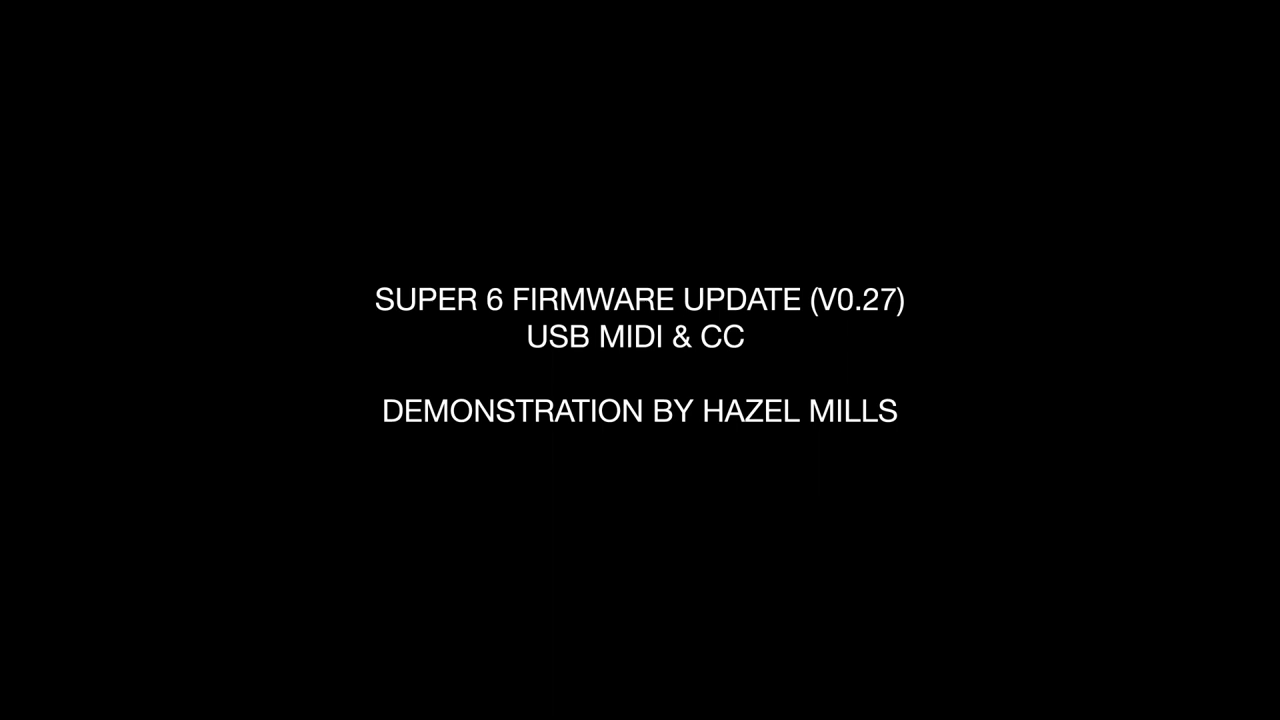 SUPER 6 FIRMWARE UPDATE (V0.27)
USB MIDI & CC
DEMONSTRATION BY HAZEL MILLS